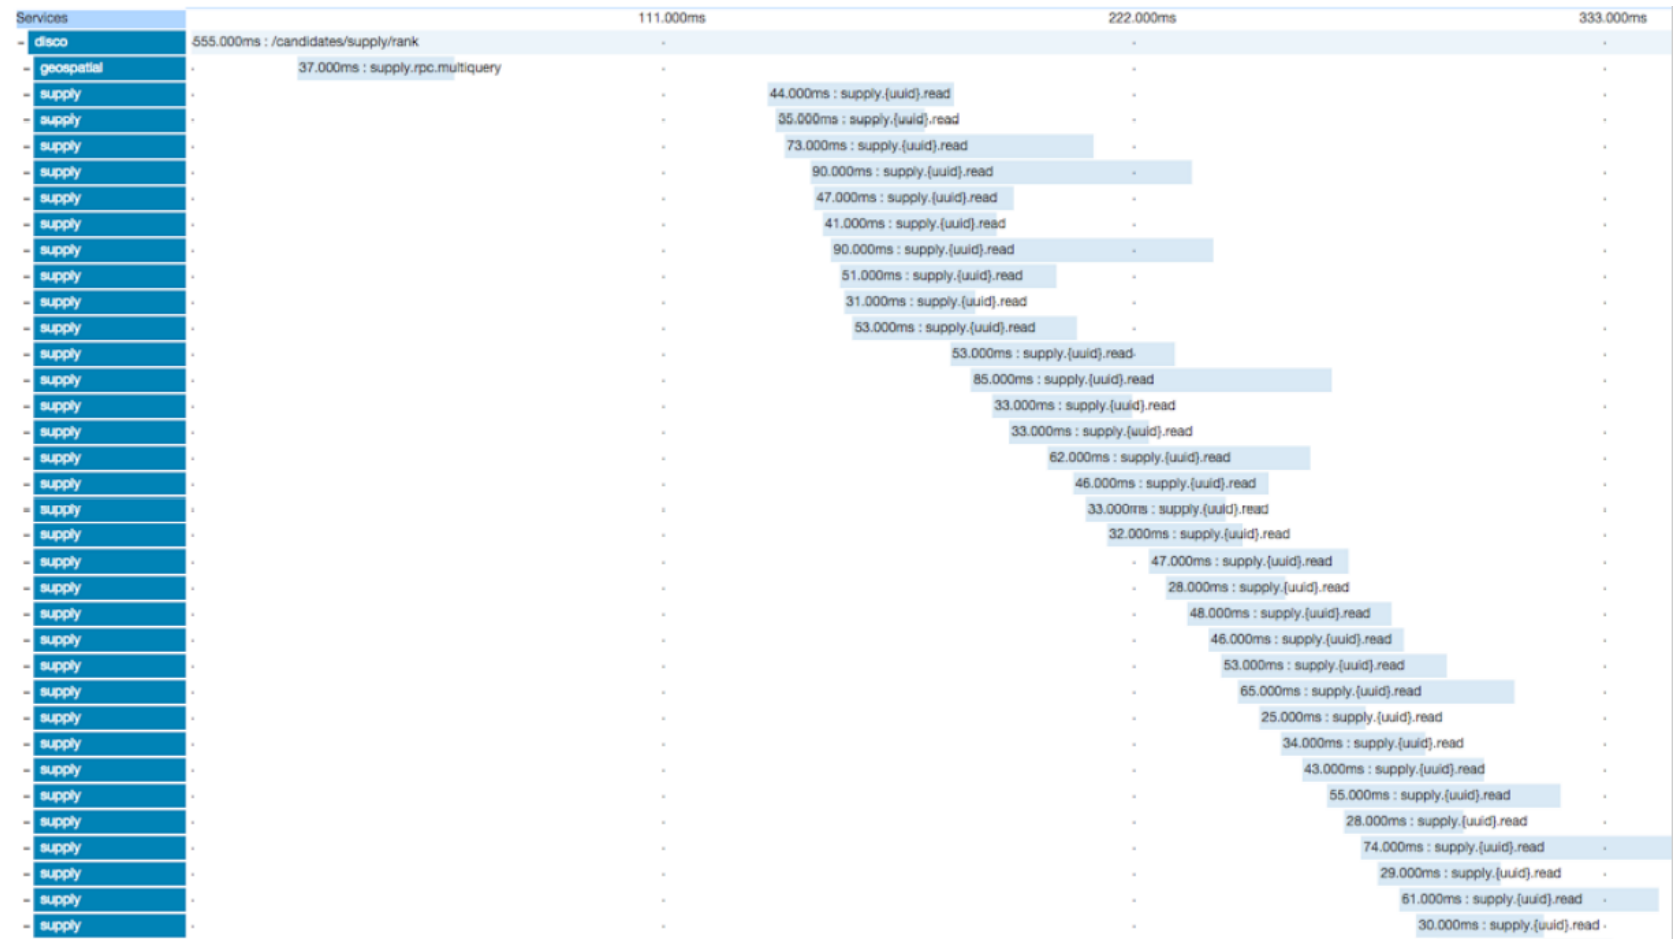 Services 111.000ms 222.000ms 333.000ms
- disco 555.000ms : /candidates/supply/rank
- geospatial 37.000ms : supply.rpc.multiquery
- supply 44.000ms : supply.{uuid}.read
- supply 35.000ms : supply.{uuid}.read
- supply 73.000ms : supply.{uuid}.read
- supply 90.000ms : supply.{uuid}.read
- supply 47.000ms : supply.{uuid}.read
- supply 41.000ms : supply.{uuid}.read
- supply 90.000ms : supply.{uuid}.read
- supply 51.000ms : supply.{uuid}.read
- supply 31.000ms : supply.{uuid}.read
- supply 53.000ms : supply.{uuid}.read
- supply 53.000ms : supply.{uuid}.read
- supply 85.000ms : supply.{uuid}.read
- supply 33.000ms : supply.{uuid}.read
- supply 33.000ms : supply.{uuid}.read
- supply 62.000ms : supply.{uuid}.read
- supply 46.000ms : supply.{uuid}.read
- supply 33.000ms : supply.{uuid}.read
- supply 32.000ms : supply.{uuid}.read
- supply 47.000ms : supply.{uuid}.read
- supply 28.000ms : supply.{uuid}.read
- supply 48.000ms : supply.{uuid}.read
- supply 46.000ms : supply.{uuid}.read
- supply 53.000ms : supply.{uuid}.read
- supply 65.000ms : supply.{uuid}.read
- supply 25.000ms : supply.{uuid}.read
- supply 34.000ms : supply.{uuid}.read
- supply 43.000ms : supply.{uuid}.read
- supply 55.000ms : supply.{uuid}.read
- supply 28.000ms : supply.{uuid}.read
- supply 74.000ms : supply.{uuid}.read
- supply 29.000ms : supply.{uuid}.read
- supply 61.000ms : supply.{uuid}.read
- supply 30.000ms : supply.{uuid}.read